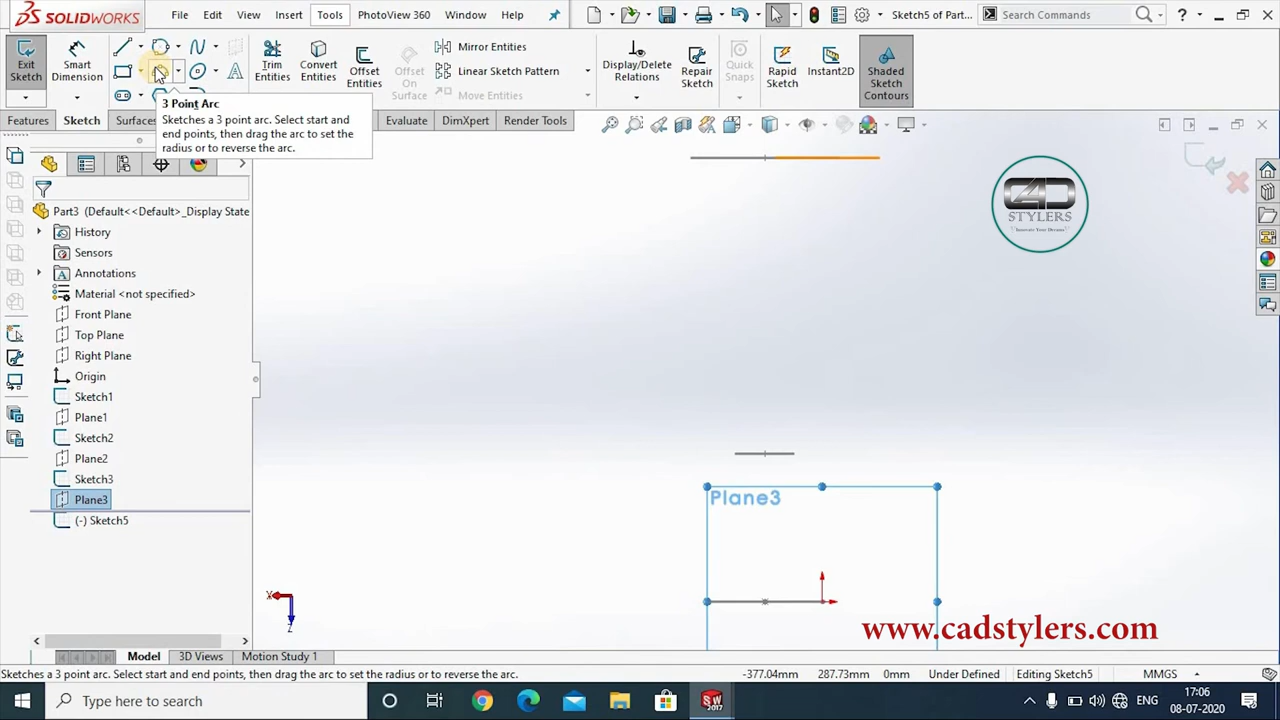 SOLIDWORKS
File
Edit
View
Insert
Tools
PhotoView 360
Window
Help
Sketch5 of Part...
Search Commands
Exit Sketch
Smart Dimension
Trim Entities
Convert Entities
Offset Entities
Offset On Surface
Mirror Entities
Linear Sketch Pattern
Move Entities
Display/Delete Relations
Repair Sketch
Quick Snaps
Rapid Sketch
Instant2D
Shaded Sketch Contours
Features
Sketch
Surfaces
Evaluate
DimXpert
Render Tools
3 Point Arc
Sketches a 3 point arc. Select start and
end points, then drag the arc to set the
radius or to reverse the arc.
Part3 (Default<<Default>_Display State
History
Sensors
Annotations
Material <not specified>
Front Plane
Top Plane
Right Plane
Origin
Sketch1
Plane1
Sketch2
Plane2
Sketch3
Plane3
(-) Sketch5
CAD
STYLERS
Innovate Your Dreams
Plane3
X
Z
www.cadstylers.com
Model
3D Views
Motion Study 1
Sketches a 3 point arc. Select start and end points, then drag the arc to set the radius or to reverse the arc.
-377.04mm
287.73mm
0mm
Under Defined
Editing Sketch5
MMGS
Type here to search
SW
2017
ENG
17:06
08-07-2020